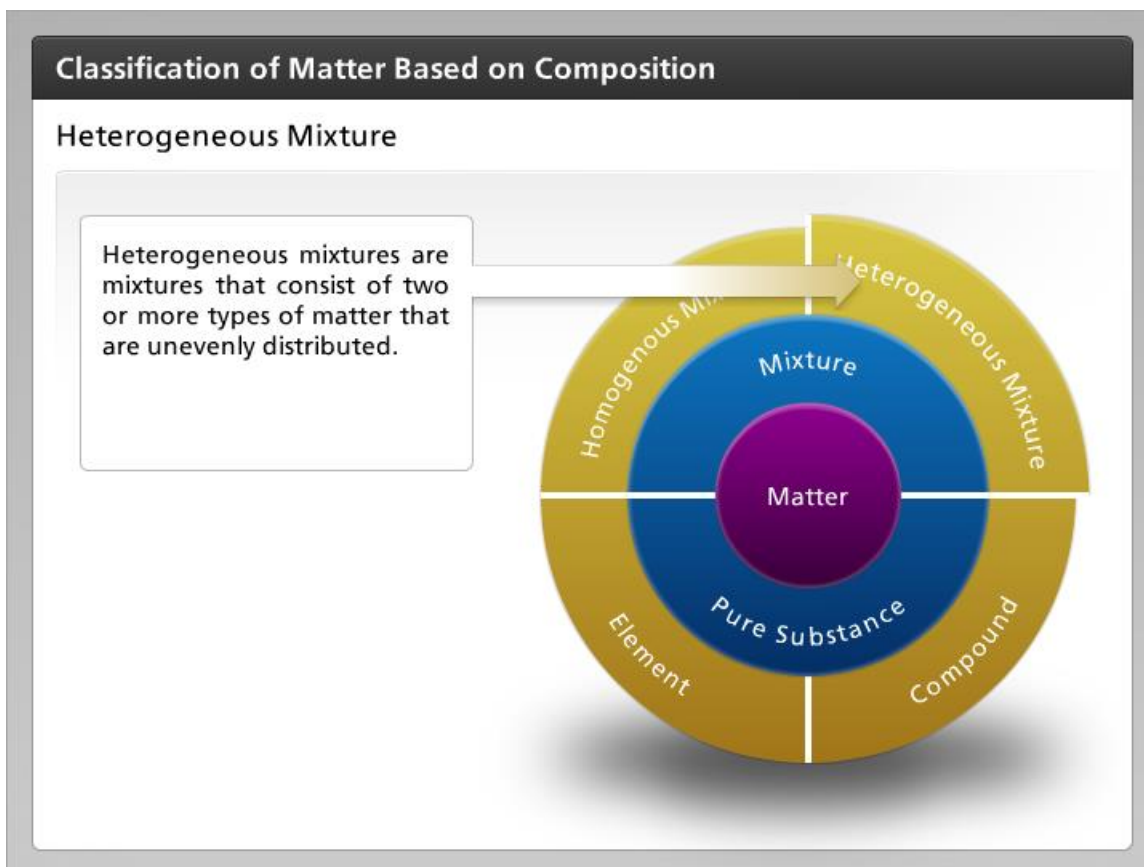 Classification of Matter Based on Composition
Heterogeneous Mixture
Heterogeneous mixtures are
mixtures that consist of two
or more types of matter that
are unevenly distributed.
Homogenous
Heterogeneous Mixture
Mixture
Matter
Pure Substance
Element
Compound